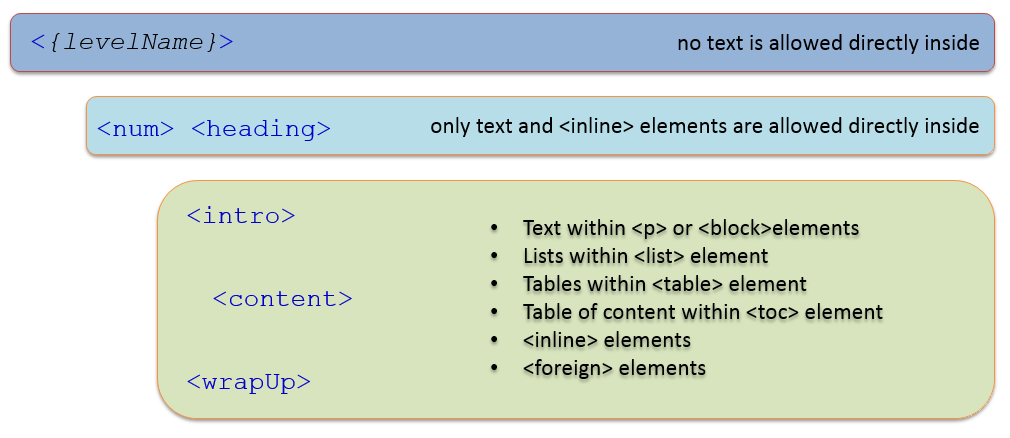 <{levelName}> no text is allowed directly inside
<num> <heading> only text and <inline> elements are allowed directly inside
<intro>
• Text within <p> or <block>elements
• Lists within <list> element
• Tables within <table> element
<content>
• Table of content within <toc> element
• <inline> elements
• <foreign> elements
<wrapUp>